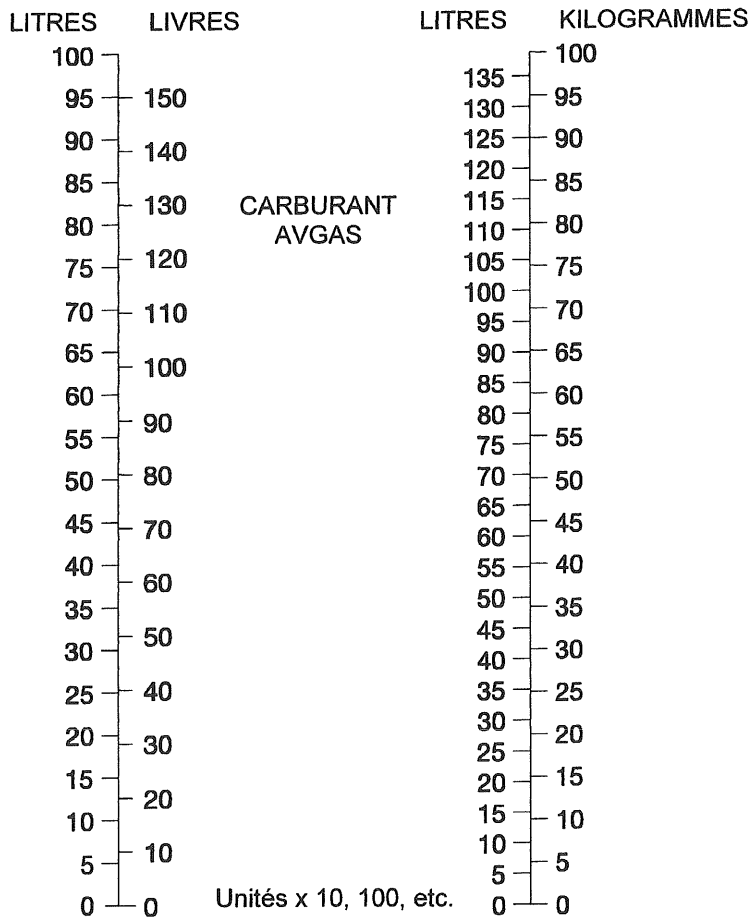 LITRES LIVRES LITRES KILOGRAMMES
100 100
135
95 150 95
130
90 140 125 90
120
85 85
130 CARBURANT 115
80 AVGAS 110 80
120
75 105 75
100
70 110 70
95
65 90 65
100
85
60 60
90 80
55 75 55
50 80 70 50
65
45 70 45
60
40 60 55 40
50
35 35
50 45
30 40 30
40
25 35 25
30
20 30 20
25
15 20 20 15
15
10 10 10
10
5 5
5
0 0 Unités x 10, 100, etc. 0 0